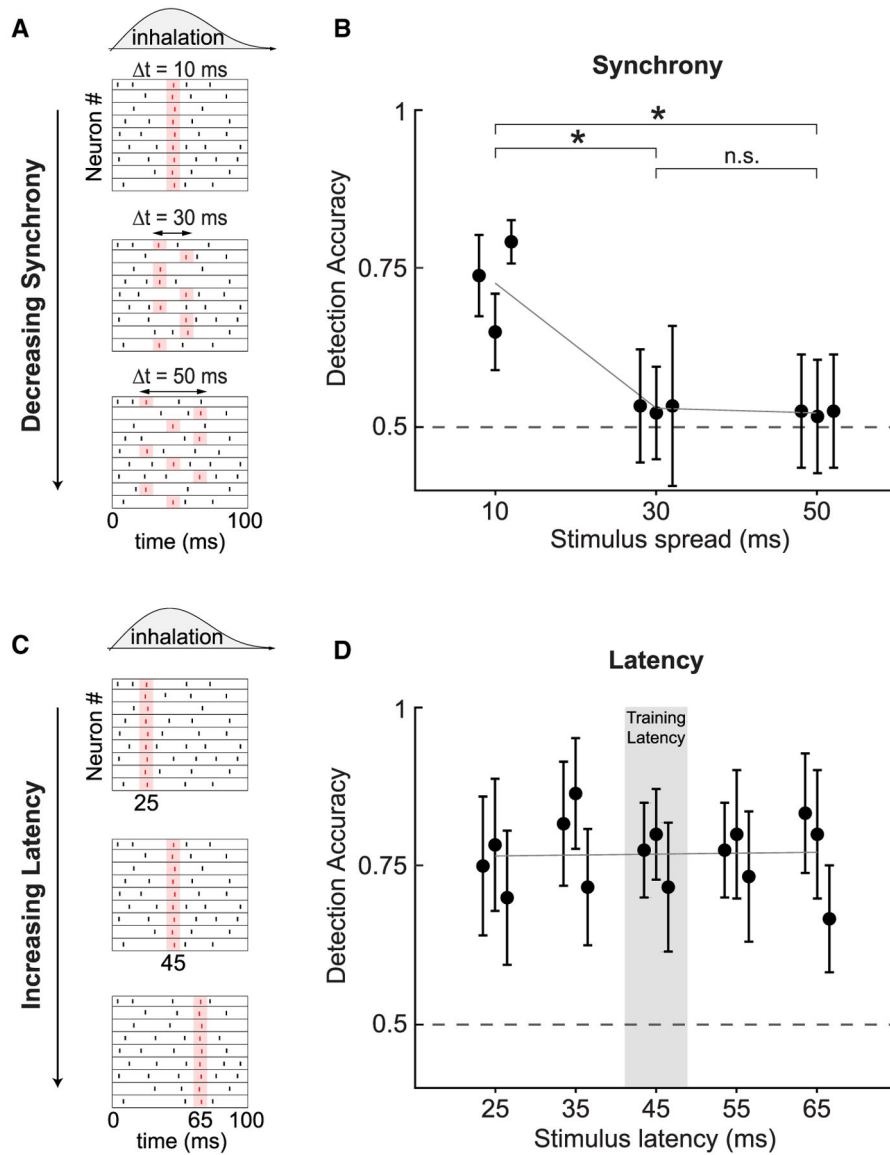 A
inhalation
Δt = 10 ms
Neuron #
Δt = 30 ms
Δt = 50 ms
Decreasing Synchrony
0 100
time (ms)
B
Synchrony
*
*
n.s.
1
0.75
0.5
Detection Accuracy
10 30 50
Stimulus spread (ms)
C
inhalation
Neuron #
25
45
Increasing Latency
0 65 100
time (ms)
D
Latency
Training
Latency
1
0.75
0.5
Detection Accuracy
25 35 45 55 65
Stimulus latency (ms)